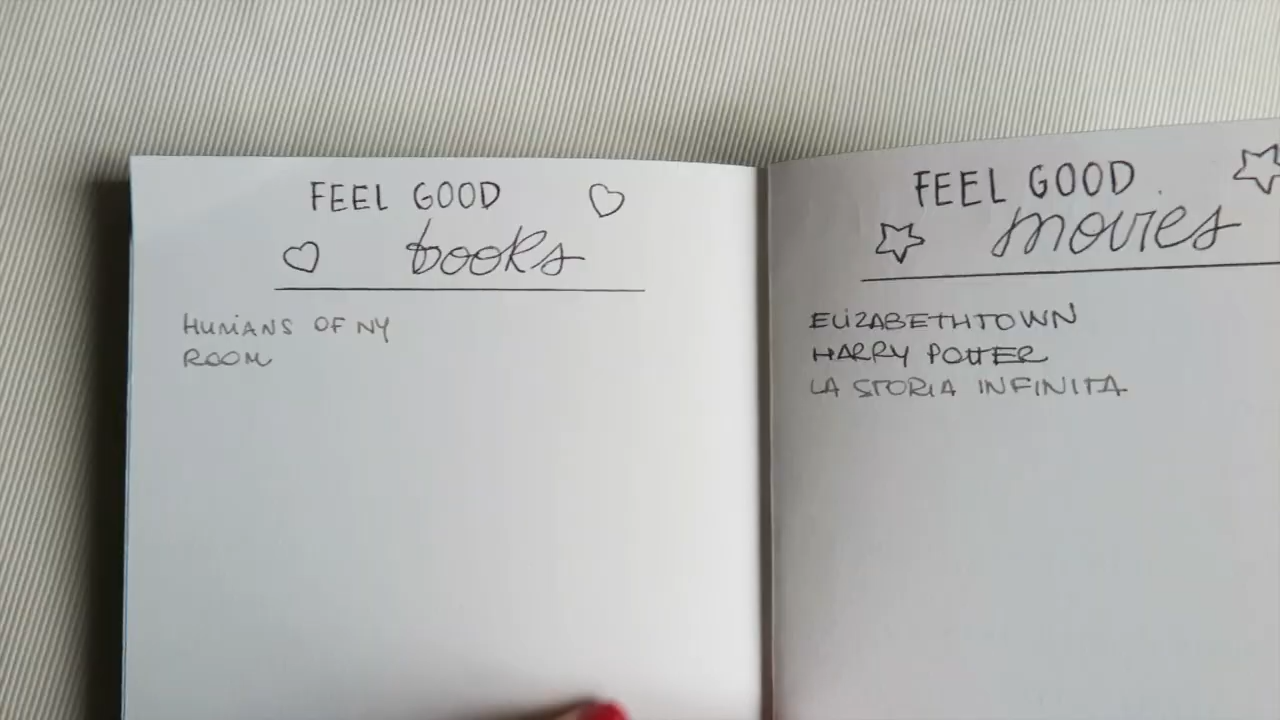 FEEL GOOD
books
HUMANS OF NY
ROOM
FEEL GOOD
movies
ELIZABETHTOWN
HARRY POTTER
LA STORIA INFINITA